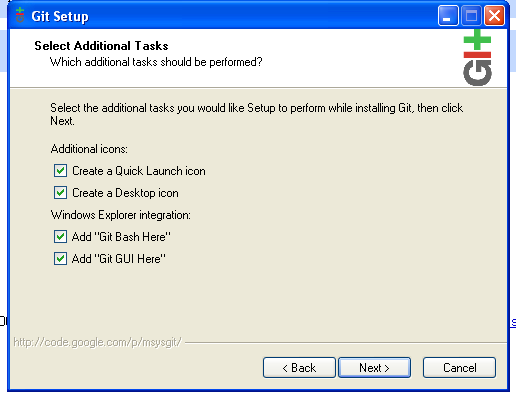 Git Setup
Select Additional Tasks
Which additional tasks should be performed?
GIT
Select the additional tasks you would like Setup to perform while installing Git, then click
Next.
Additional icons:
Create a Quick Launch icon
Create a Desktop icon
Windows Explorer integration:
Add "Git Bash Here"
Add "Git GUI Here"
http://code.google.com/p/msysgit/
< Back
Next >
Cancel